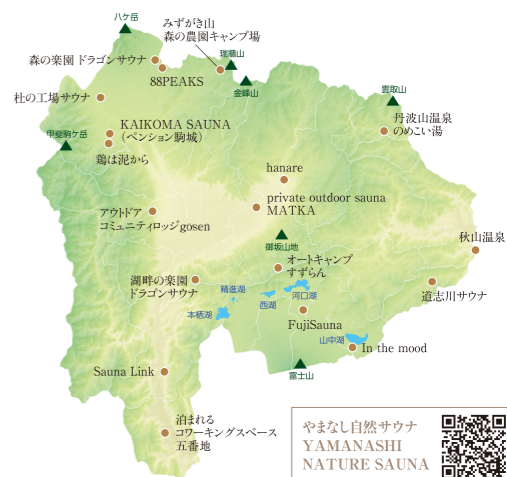 八ケ岳
みずがき山
森の農園キャンプ場
瑞牆山
森の楽園 ドラゴンサウナ
88PEAKS
金峰山
杜の工場サウナ
雲取山
丹波山温泉
のめこい湯
KAIKOMA SAUNA
（ペンション駒城）
甲斐駒ケ岳
鶏は泥から
hanare
private outdoor sauna
MATKA
アウトドア
コミュニティロッジgosen
御坂山地
秋山温泉
オートキャンプ
すずらん
湖畔の楽園
ドラゴンサウナ
精進湖
西湖
河口湖
本栖湖
道志川サウナ
FujiSauna
山中湖
In the mood
富士山
Sauna Link
泊まれる
コワーキングスペース
五番地
やまなし自然サウナ
YAMANASHI
NATURE SAUNA